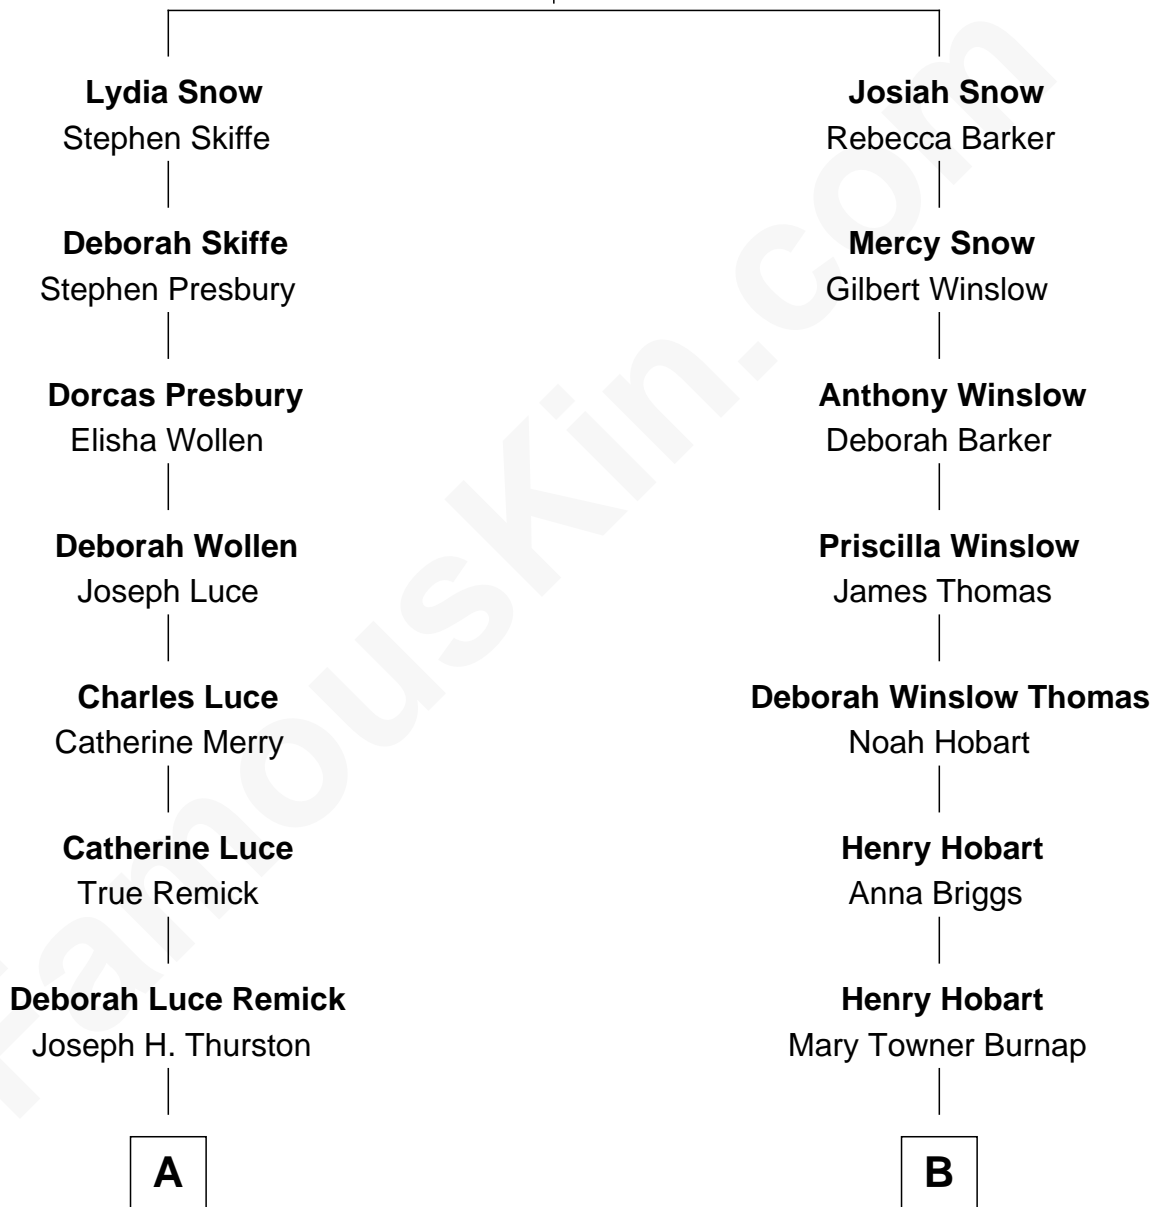 Lydia Snow
Stephen Skiffe
Deborah Skiffe
Stephen Presbury
Dorcas Presbury
Elisha Wollen
Deborah Wollen
Joseph Luce
Charles Luce
Catherine Merry
Catherine Luce
True Remick
Deborah Luce Remick
Joseph H. Thurston
A
Josiah Snow
Rebecca Barker
Mercy Snow
Gilbert Winslow
Anthony Winslow
Deborah Barker
Priscilla Winslow
James Thomas
Deborah Winslow Thomas
Noah Hobart
Henry Hobart
Anna Briggs
Henry Hobart
Mary Towner Burnap
B
FamousKin.com